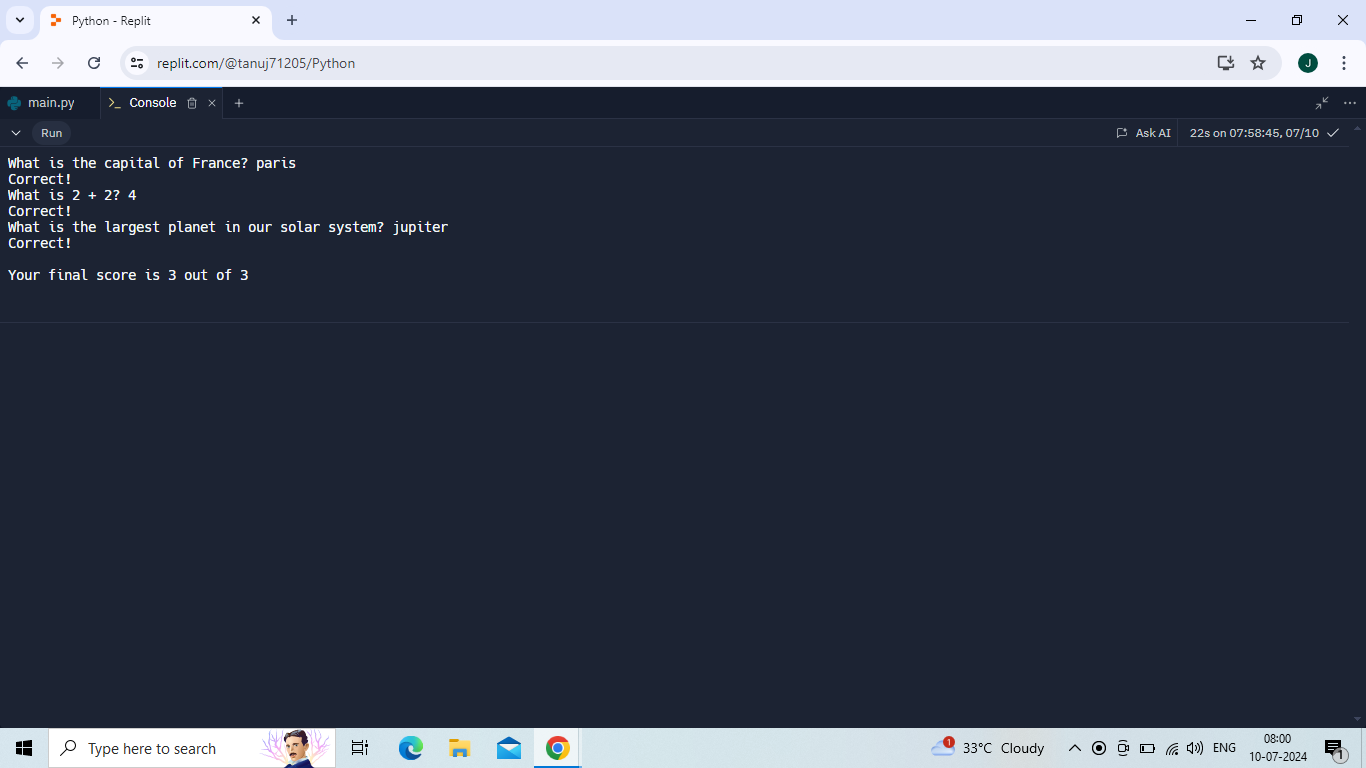 Python - Replit
replit.com/@tanuj71205/Python
J
main.py
Console
Run
Ask AI
22s on 07:58:45, 07/10
What is the capital of France? paris
Correct!
What is 2 + 2? 4
Correct!
What is the largest planet in our solar system? jupiter
Correct!
Your final score is 3 out of 3
Type here to search
1
33°C Cloudy
ENG
08:00
10-07-2024
1